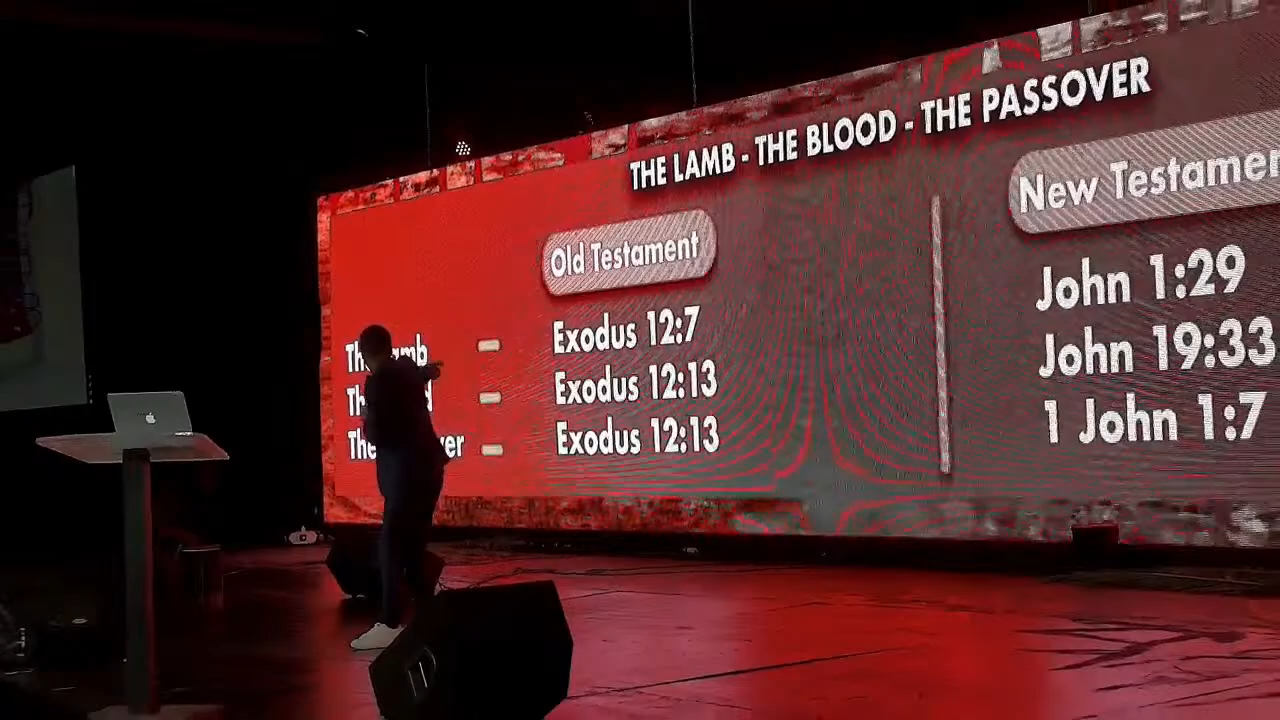 THE LAMB - THE BLOOD - THE PASSOVER
Old Testament
Exodus 12:7
Exodus 12:13
Exodus 12:13
New
John 1:29
John 19:33
1 John 1:7